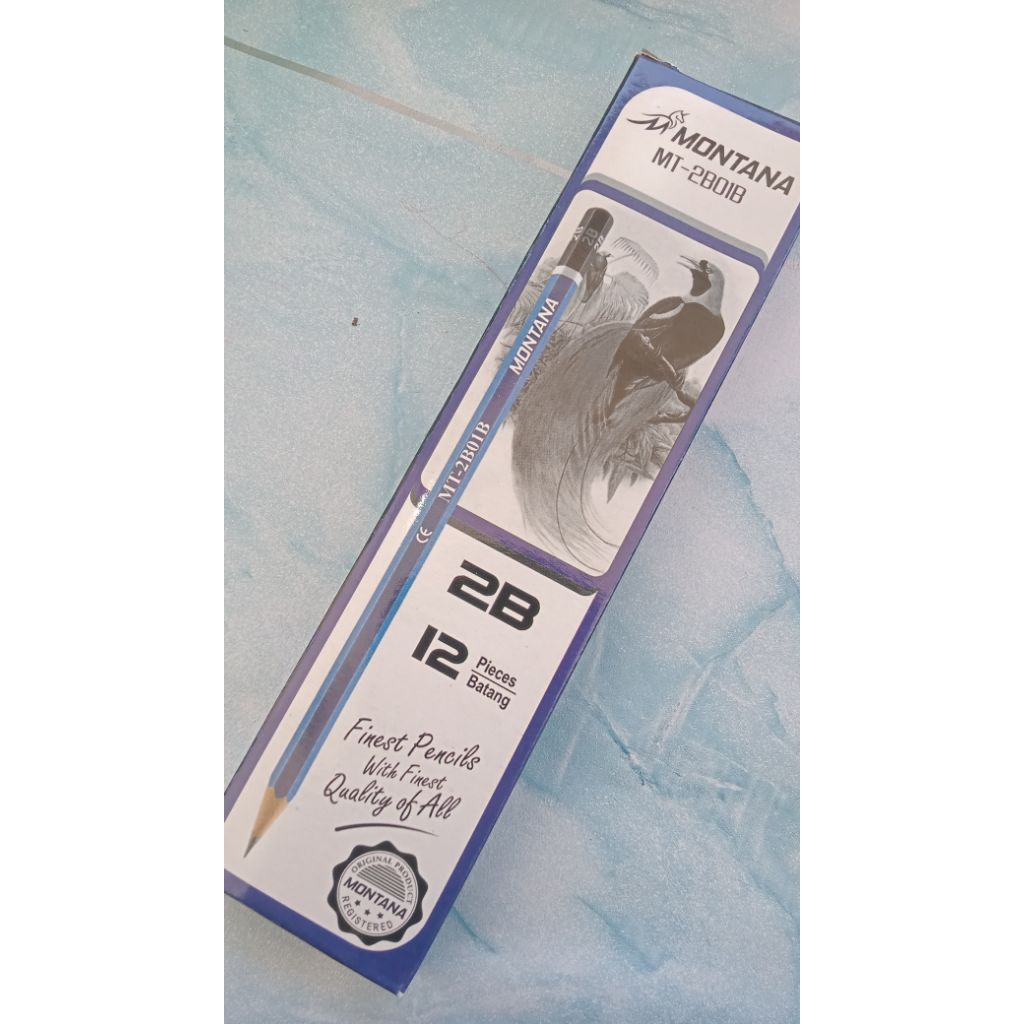 MONTANA
MT-2B01B
2B
MONTANA
MT-2B01B
CE
2B
12 Pieces
Batang
Finest Pencils
With Finest
Quality of All
ORIGINAL PRODUCT
MONTANA
REGISTERED